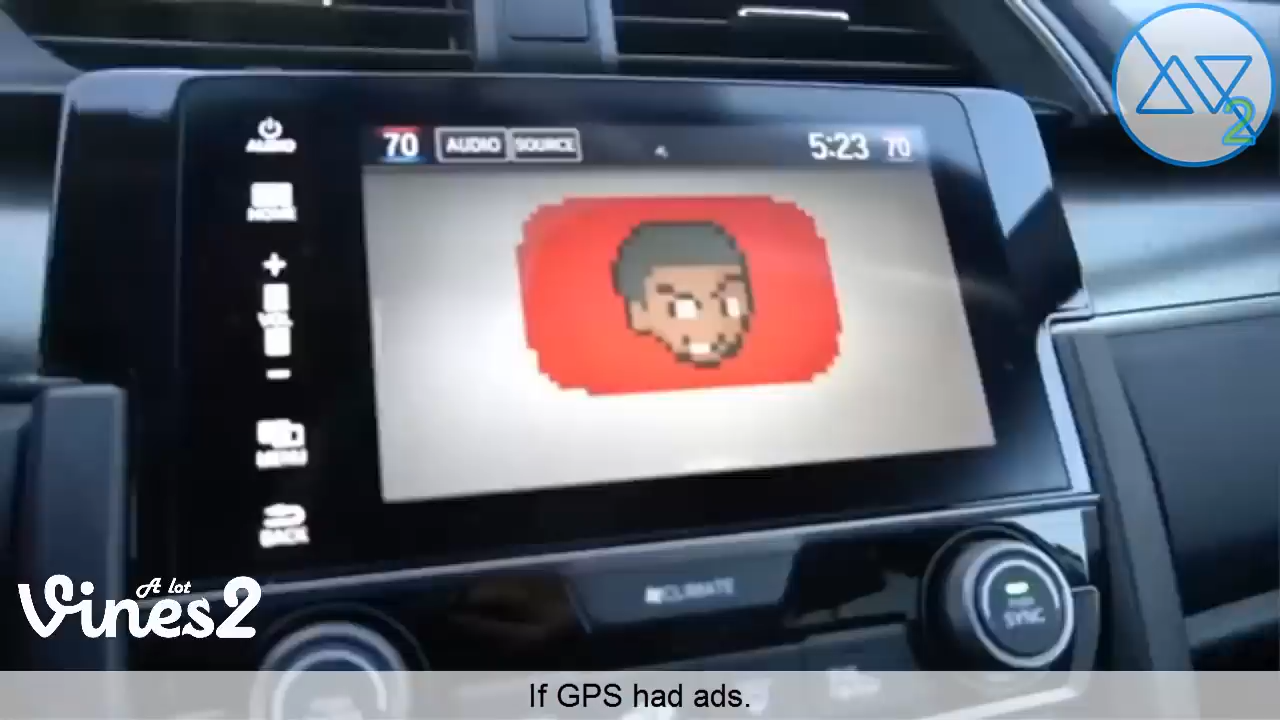 70 AUDIO SOURCE 5:23 70
AUDIO
HOME
+
VOL
-
MENU
BACK
CLIMATE
SYNC
2
A lot
Vines2
If GPS had ads.